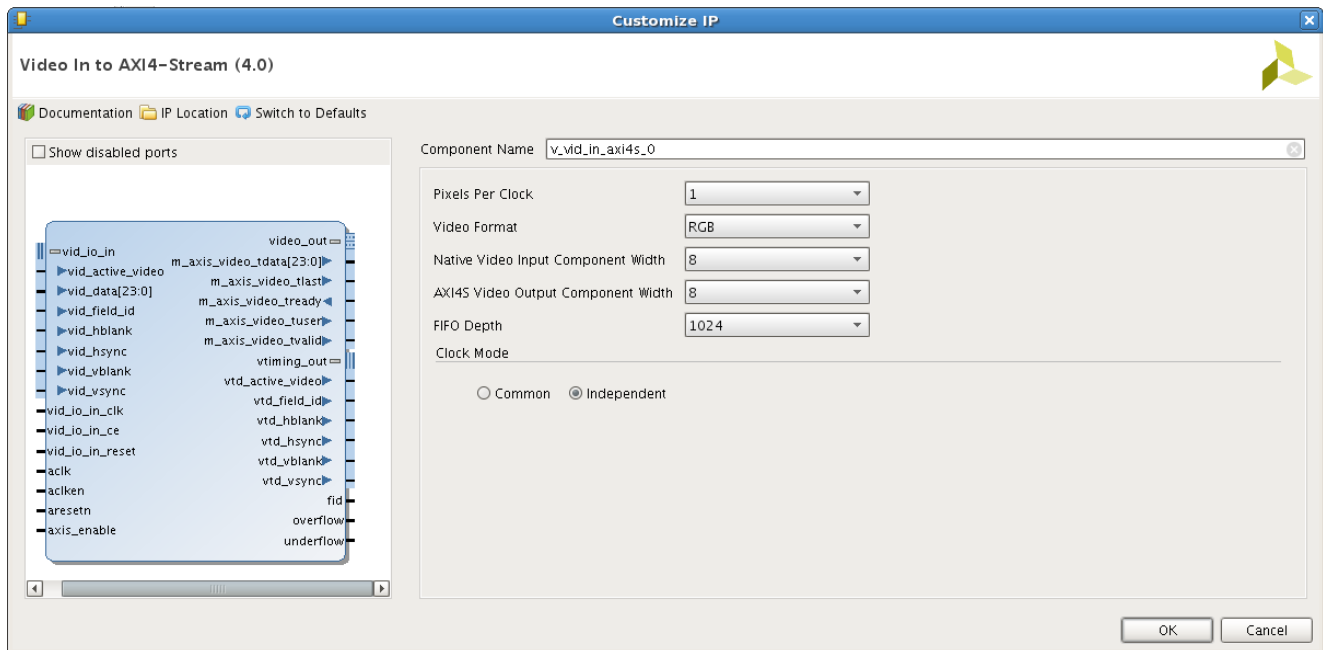 Customize IP
Video In to AXI4-Stream (4.0)
Documentation IP Location Switch to Defaults
Show disabled ports
vid_io_in
vid_active_video
vid_data[23:0]
vid_field_id
vid_hblank
vid_hsync
vid_vblank
vid_vsync
vid_io_in_clk
vid_io_in_ce
vid_io_in_reset
aclk
aclken
aresetn
axis_enable
video_out
m_axis_video_tdata[23:0]
m_axis_video_tlast
m_axis_video_tready
m_axis_video_tuser
m_axis_video_tvalid
vtiming_out
vtd_active_video
vtd_field_id
vtd_hblank
vtd_hsync
vtd_vblank
vtd_vsync
fid
overflow
underflow
Component Name v_vid_in_axi4s_0
Pixels Per Clock 1
Video Format RGB
Native Video Input Component Width 8
AXI4S Video Output Component Width 8
FIFO Depth 1024
Clock Mode
Common Independent
OK Cancel